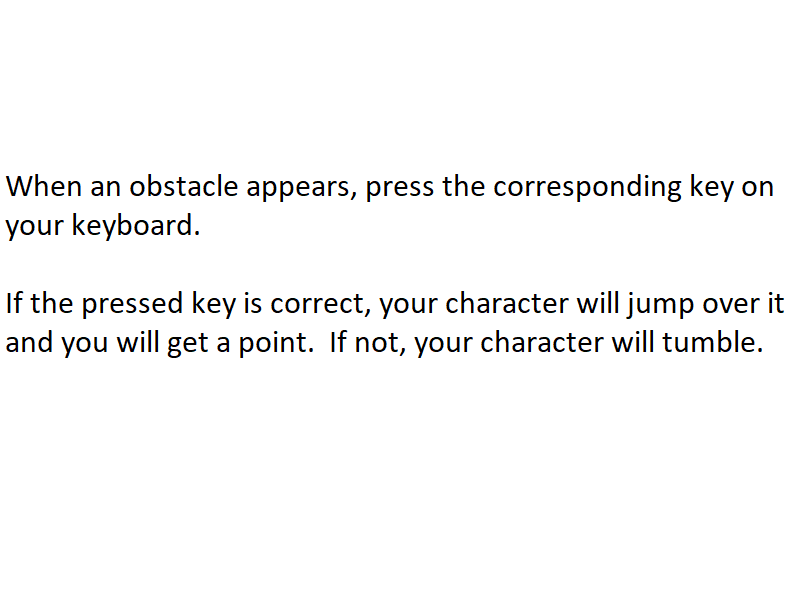 When an obstacle appears, press the corresponding key on
your keyboard.
If the pressed key is correct, your character will jump over it
and you will get a point.  If not, your character will tumble.